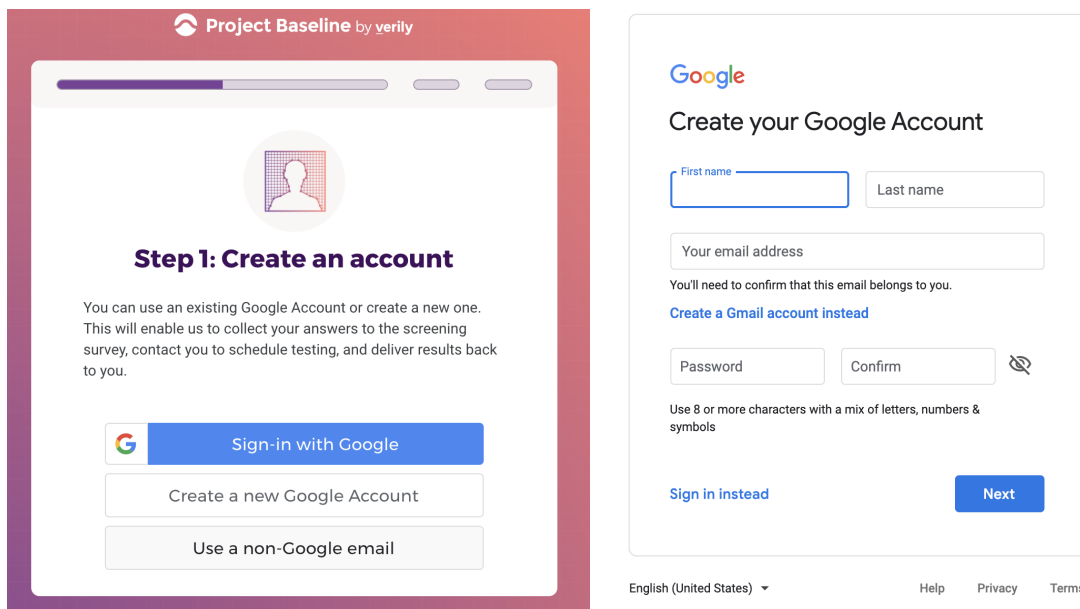 Project Baseline by verily
Step 1: Create an account
You can use an existing Google Account or create a new one.
This will enable us to collect your answers to the screening
survey, contact you to schedule testing, and deliver results back
to you.
G
Sign-in with Google
Create a new Google Account
Use a non-Google email
Google
Create your Google Account
First name
Last name
Your email address
You'll need to confirm that this email belongs to you.
Create a Gmail account instead
Password
Confirm
Use 8 or more characters with a mix of letters, numbers &
symbols
Sign in instead
Next
English (United States)
Help
Privacy
Terms